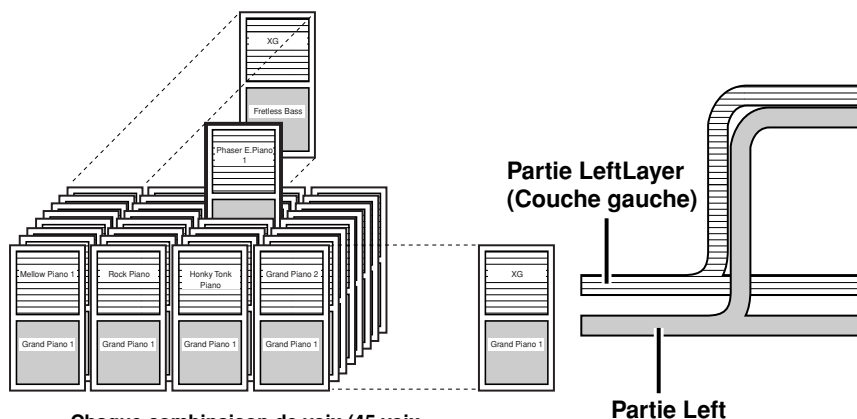 XG
Fretless Bass
Phaser E.Piano
1
Mellow Piano 1
Rock Piano
Honky Tonk
Piano
Grand Piano 2
XG
Grand Piano 1
Grand Piano 1
Grand Piano 1
Grand Piano 1
Grand Piano 1
Partie LeftLayer
(Couche gauche)
Partie Left